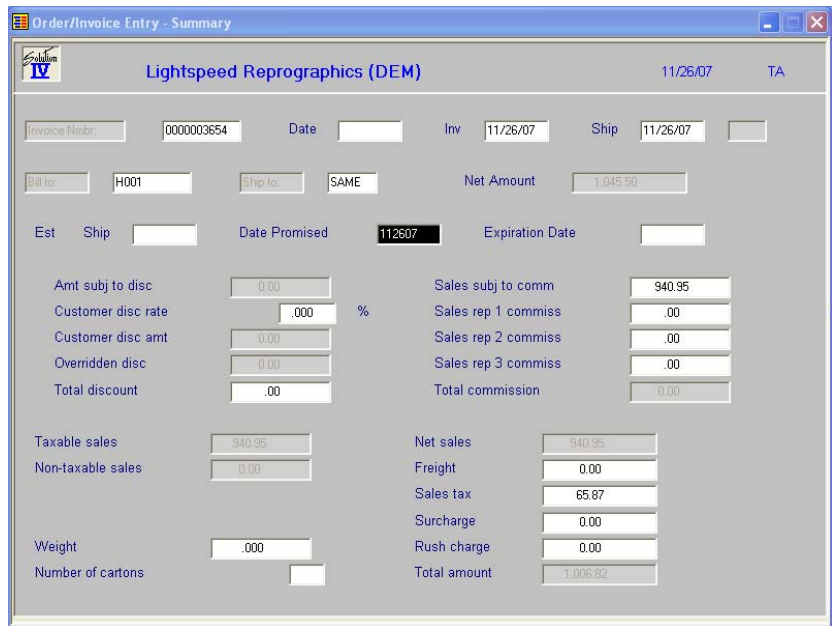 Order/Invoice Entry - Summary
Solution IV
Lightspeed Reprographics (DEM) 11/26/07 TA
Invoice Nmbr: 0000003654 Date Inv 11/26/07 Ship 11/26/07
Bill to: H001 Ship to: SAME Net Amount 1,045.50
Est Ship Date Promised 112607 Expiration Date
Amt subj to disc 0.00 Sales subj to comm 940.95
Customer disc rate .000 % Sales rep 1 commiss .00
Customer disc amt 0.00 Sales rep 2 commiss .00
Overridden disc 0.00 Sales rep 3 commiss .00
Total discount .00 Total commission 0.00
Taxable sales 940.95 Net sales 940.95
Non-taxable sales 0.00 Freight 0.00
Sales tax 65.87
Surcharge 0.00
Weight .000 Rush charge 0.00
Number of cartons Total amount 1,006.82